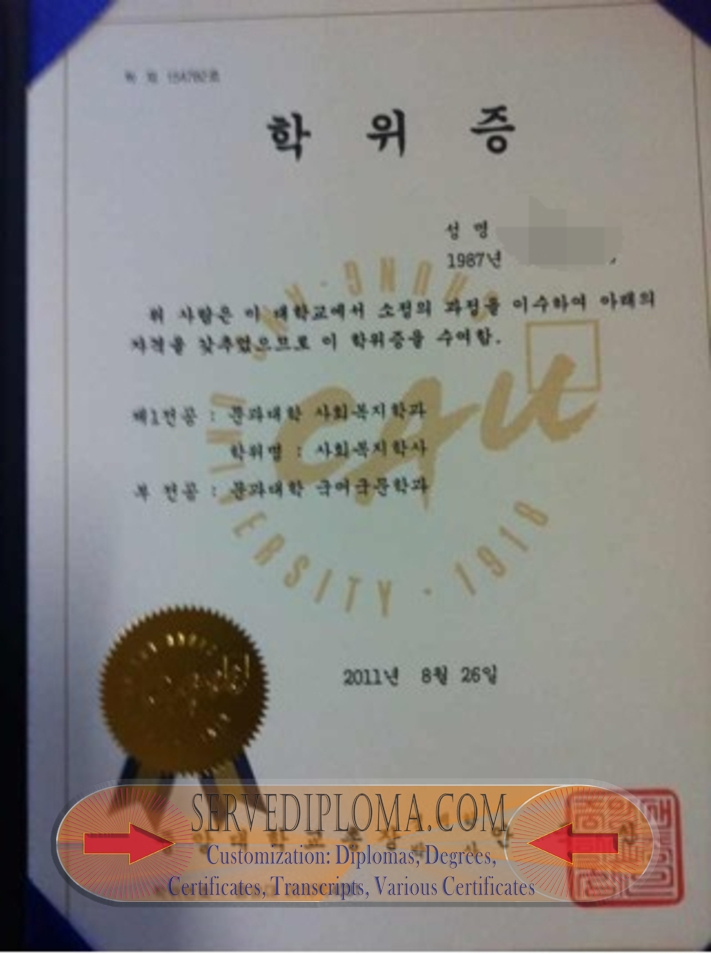 학위증
성 명
1987년
위 사람은 이 대학교에서 소정의 과정을 이수하여 아래의
자격을 갖추었으므로 이 학위증을 수여함.
제1전공 : 문과대학 사회복지학과
학위명 : 사회복지학사
부 전공 : 문과대학 국어국문학과
CAU
UNIVERSITY · 1918
2011년 8월 26일
SERVEDIPLOMA.COM
Customization: Diplomas, Degrees,
Certificates, Transcripts, Various Certificates